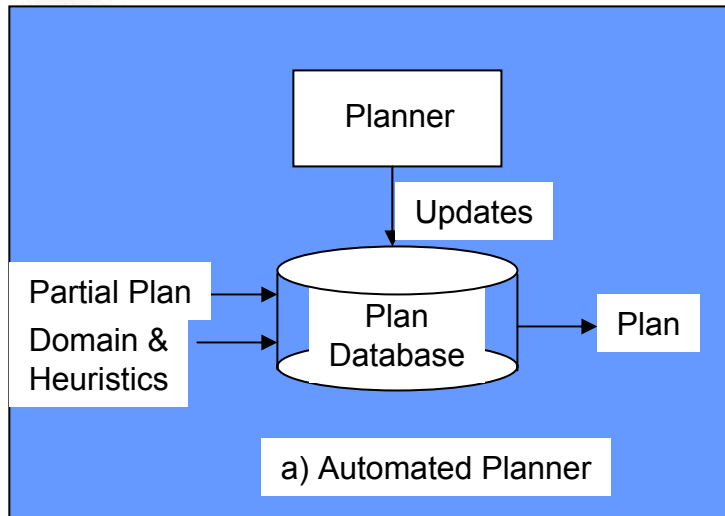 Planner
Updates
Partial Plan
Domain &
Heuristics
Plan
Database
Plan
a) Automated Planner